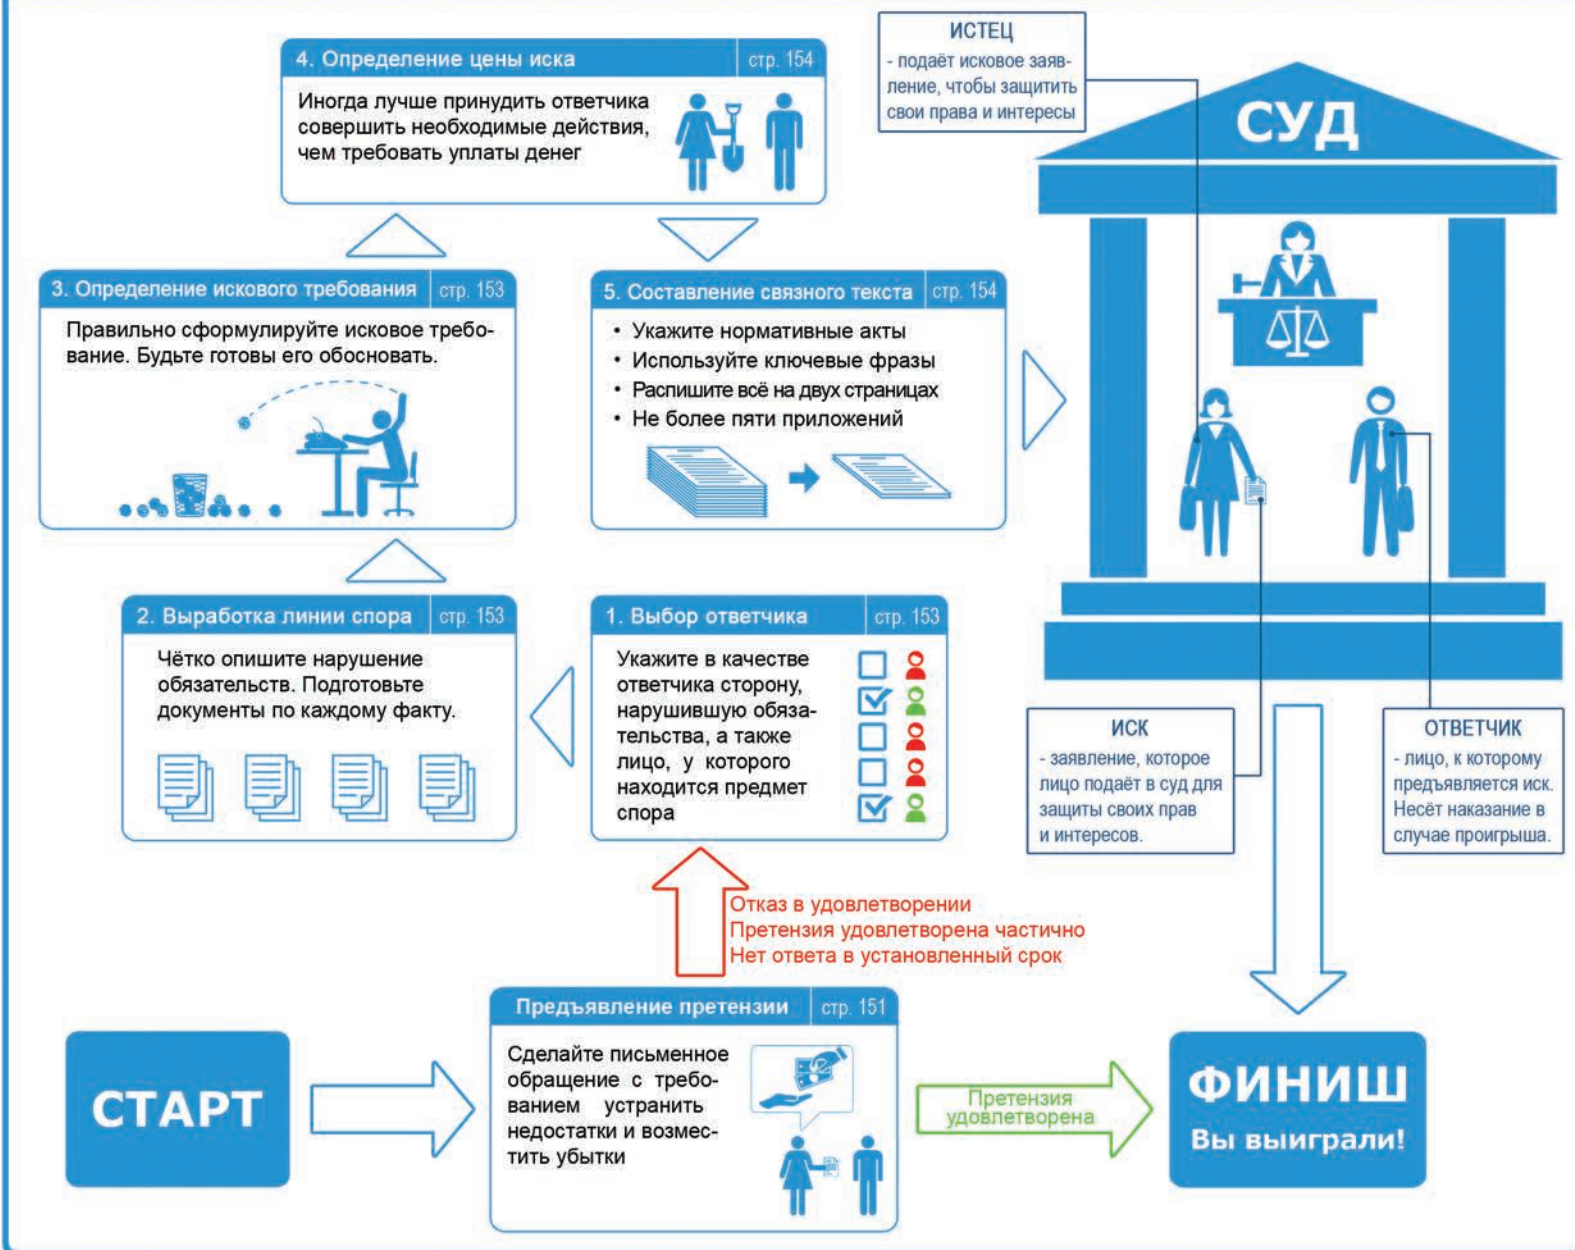 4. Определение цены иска стр. 154
Иногда лучше принудить ответчика
совершить необходимые действия,
чем требовать уплаты денег
ИСТЕЦ
- подаёт исковое заяв-
ление, чтобы защитить
свои права и интересы
СУД
3. Определение искового требования стр. 153
Правильно сформулируйте исковое требо-
вание. Будьте готовы его обосновать.
5. Составление связного текста стр. 154
• Укажите нормативные акты
• Используйте ключевые фразы
• Распишите всё на двух страницах
• Не более пяти приложений
2. Выработка линии спора стр. 153
Чётко опишите нарушение
обязательств. Подготовьте
документы по каждому факту.
1. Выбор ответчика стр. 153
Укажите в качестве
ответчика сторону,
нарушившую обяза-
тельства, а также
лицо, у которого
находится предмет
спора
ИСК
- заявление, которое
лицо подаёт в суд для
защиты своих прав
и интересов.
ОТВЕТЧИК
- лицо, к которому
предъявляется иск.
Несёт наказание в
случае проигрыша.
Отказ в удовлетворении
Претензия удовлетворена частично
Нет ответа в установленный срок
СТАРТ
Предъявление претензии стр. 151
Сделайте письменное
обращение с требо-
ванием устранить
недостатки и возмес-
тить убытки
Претензия
удовлетворена
ФИНИШ
Вы выиграли!